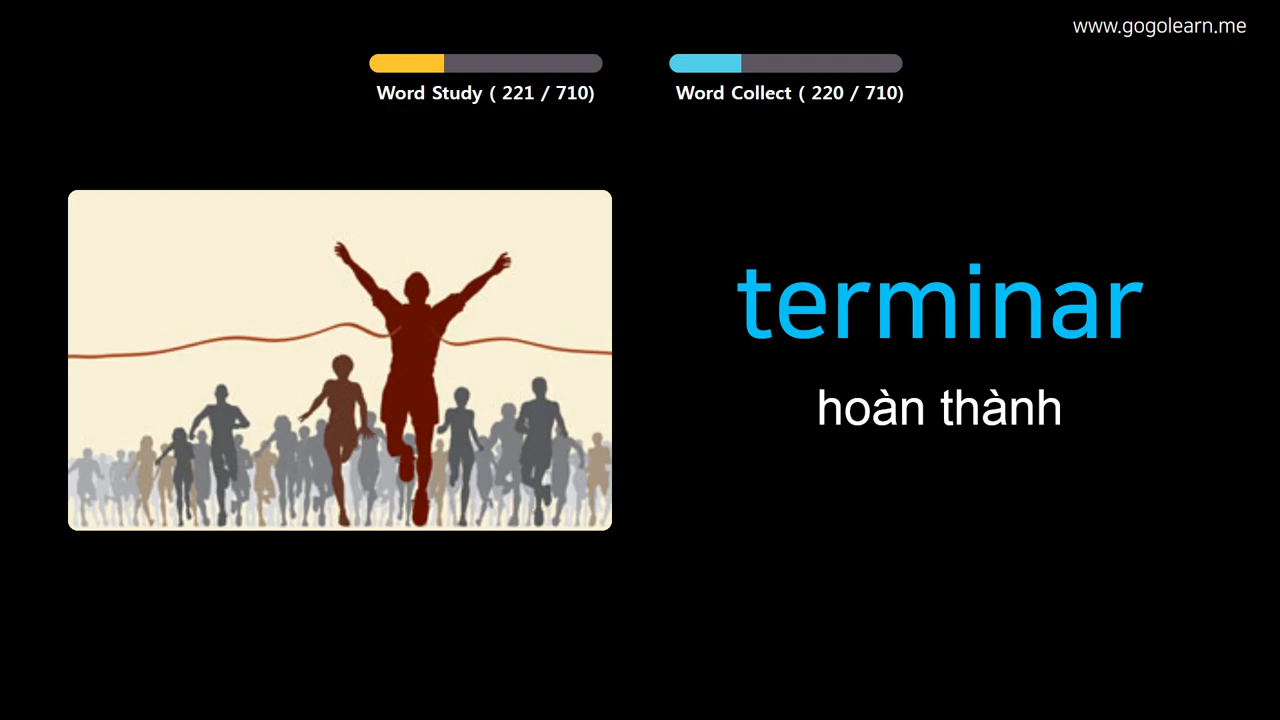 www.gogolearn.me
Word Study ( 221 / 710)
Word Collect ( 220 / 710)
terminar
hoàn thành